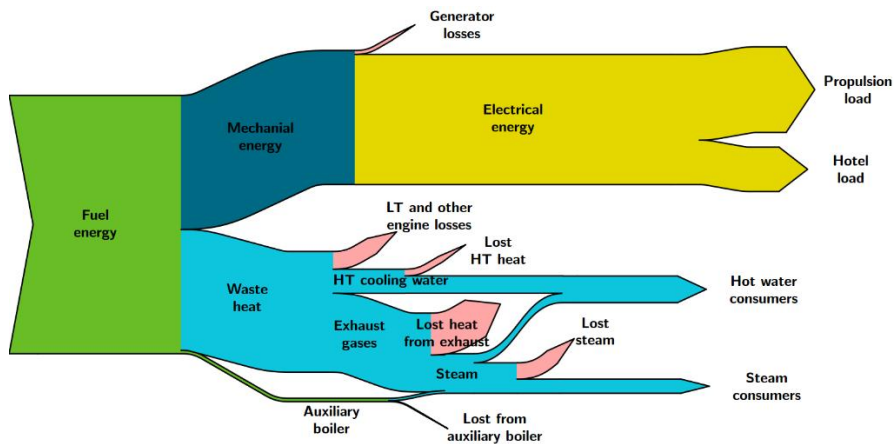 Generator
losses
Propulsion
load
Electrical
energy
Mechanial
energy
Hotel
load
Fuel
energy
LT and other
engine losses
Lost
HT heat
HT cooling water
Waste
heat
Hot water
consumers
Exhaust
gases
Lost heat
from exhaust
Lost
steam
Steam
Steam
consumers
Auxiliary
boiler
Lost from
auxiliary boiler